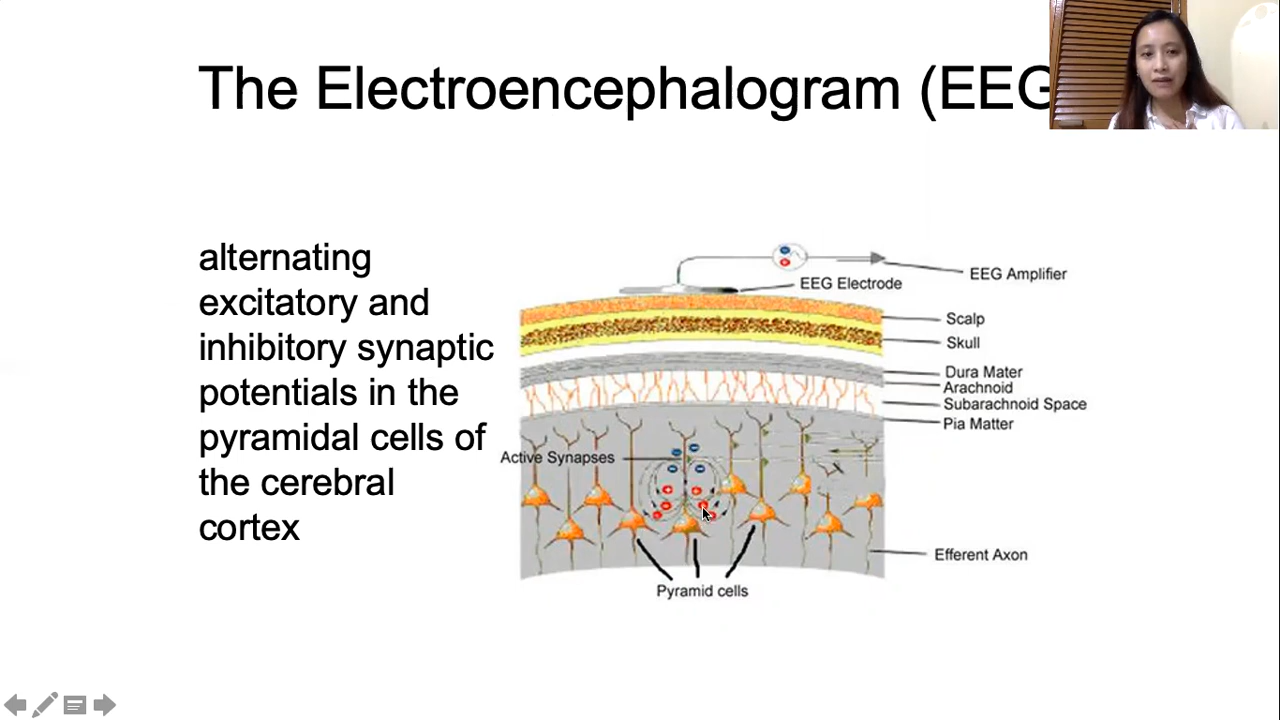 The Electroencephalogram (EEG
alternating
excitatory and
inhibitory synaptic
potentials in the
pyramidal cells of
the cerebral
cortex
EEG Amplifier
EEG Electrode
Scalp
Skull
Dura Mater
Arachnoid
Subarachnoid Space
Pia Matter
Active Synapses
Efferent Axon
Pyramid cells